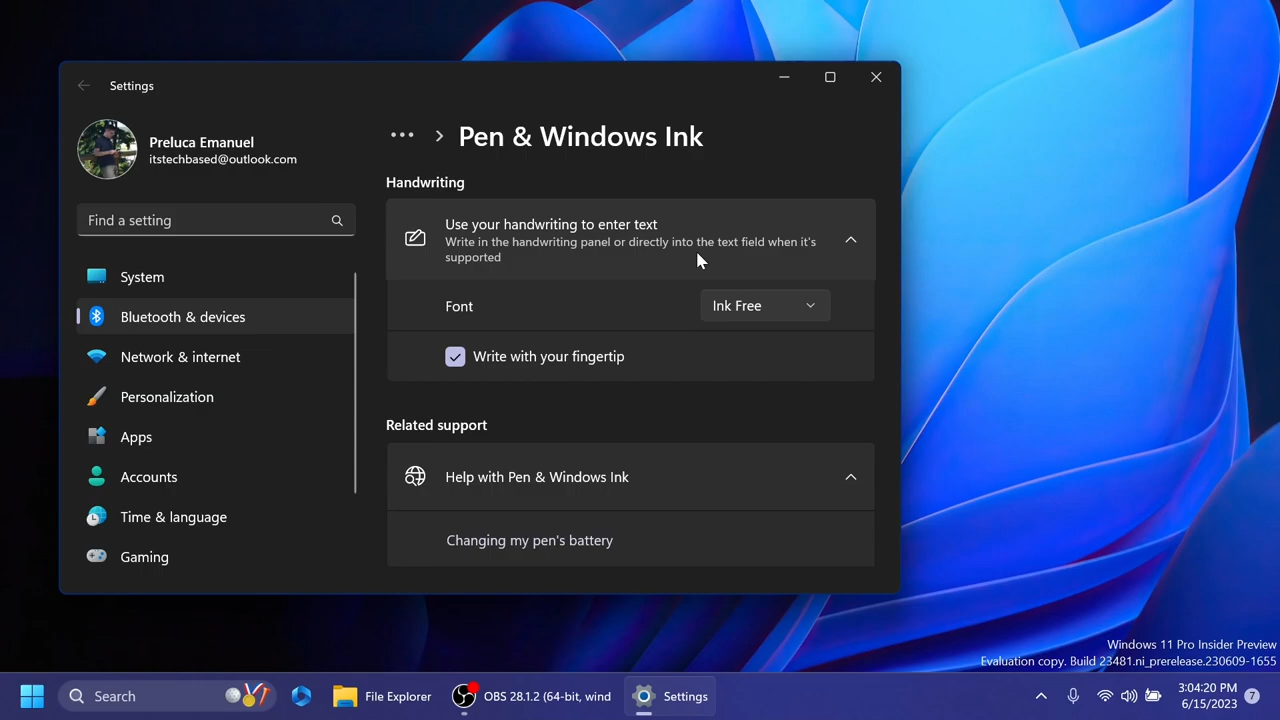 Settings
Preluca Emanuel
itstechbased@outlook.com
Find a setting
System
Bluetooth & devices
Network & internet
Personalization
Apps
Accounts
Time & language
Gaming
Pen & Windows Ink
Handwriting
Use your handwriting to enter text
Write in the handwriting panel or directly into the text field when it's
supported
Font
Ink Free
Write with your fingertip
Related support
Help with Pen & Windows Ink
Changing my pen's battery
Windows 11 Pro Insider Preview
Evaluation copy. Build 23481.ni_prerelease.230609-1655
Search
File Explorer
OBS 28.1.2 (64-bit, wind
Settings
3:04:20 PM
6/15/2023
7